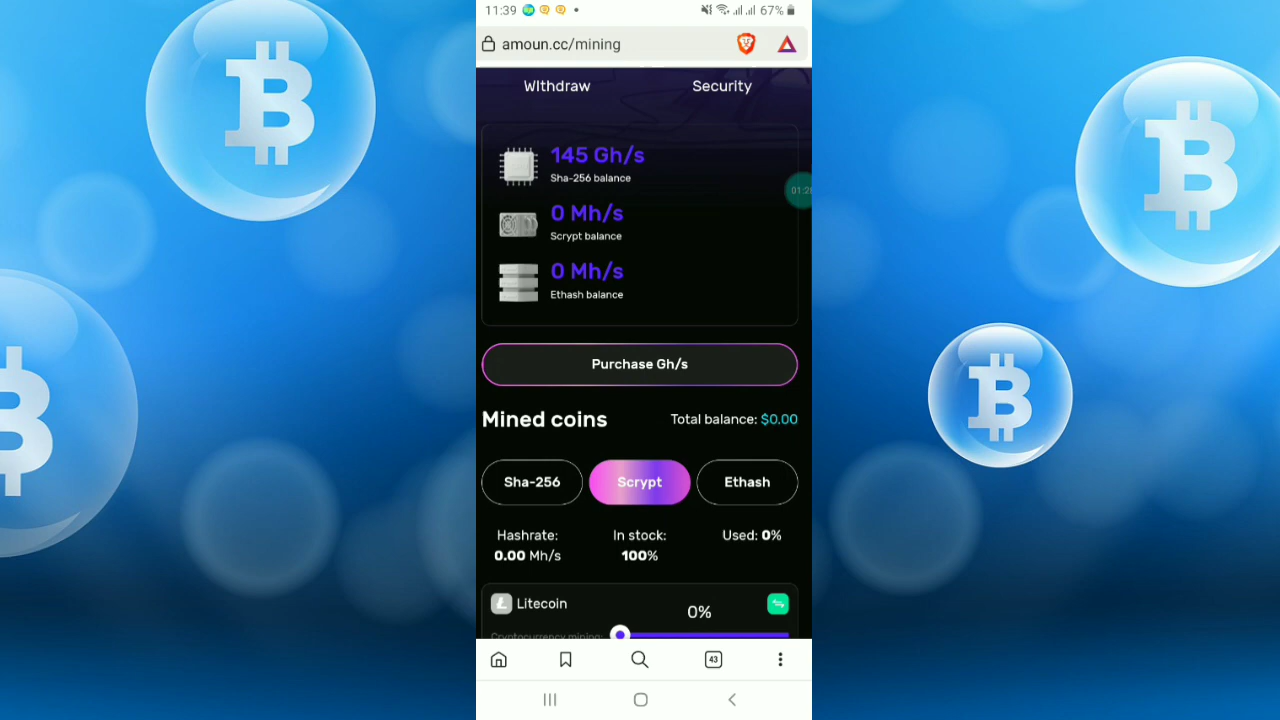 11:39
67%
amoun.cc/mining
WIthdraw Security
145 Gh/s
Sha-256 balance
01:28
0 Mh/s
Scrypt balance
0 Mh/s
Ethash balance
Purchase Gh/s
Mined coins Total balance: $0.00
Sha-256 Scrypt Ethash
Hashrate: In stock: Used: 0%
0.00 Mh/s 100%
Litecoin 0%
Cryptocurrency mining:
43